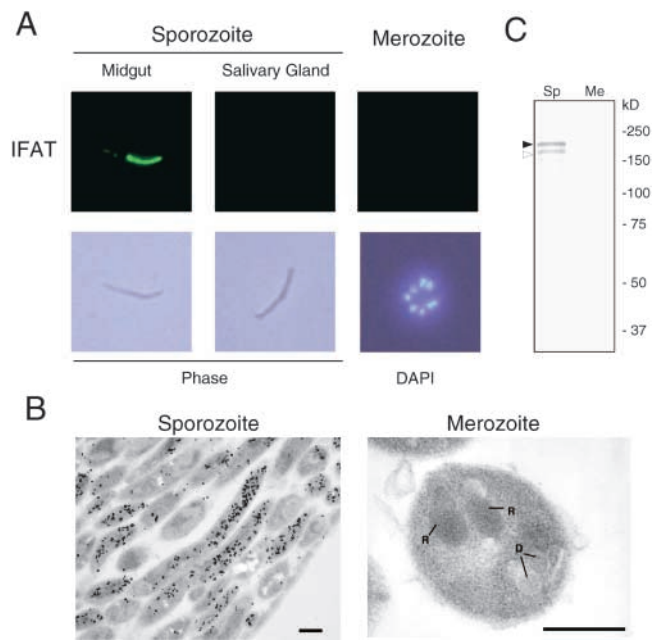 A
Sporozoite
Merozoite
Midgut
Salivary Gland
IFAT
Phase
DAPI
C
Sp Me
kD
-250
-150
-100
- 75
- 50
- 37
B
Sporozoite
Merozoite
R
R
D